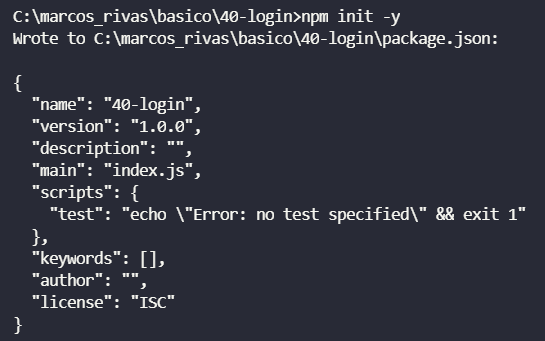 C:\marcos_rivas\basico\40-login>npm init -y
Wrote to C:\marcos_rivas\basico\40-login\package.json:

{
  "name": "40-login",
  "version": "1.0.0",
  "description": "",
  "main": "index.js",
  "scripts": {
    "test": "echo \"Error: no test specified\" && exit 1"
  },
  "keywords": [],
  "author": "",
  "license": "ISC"
}